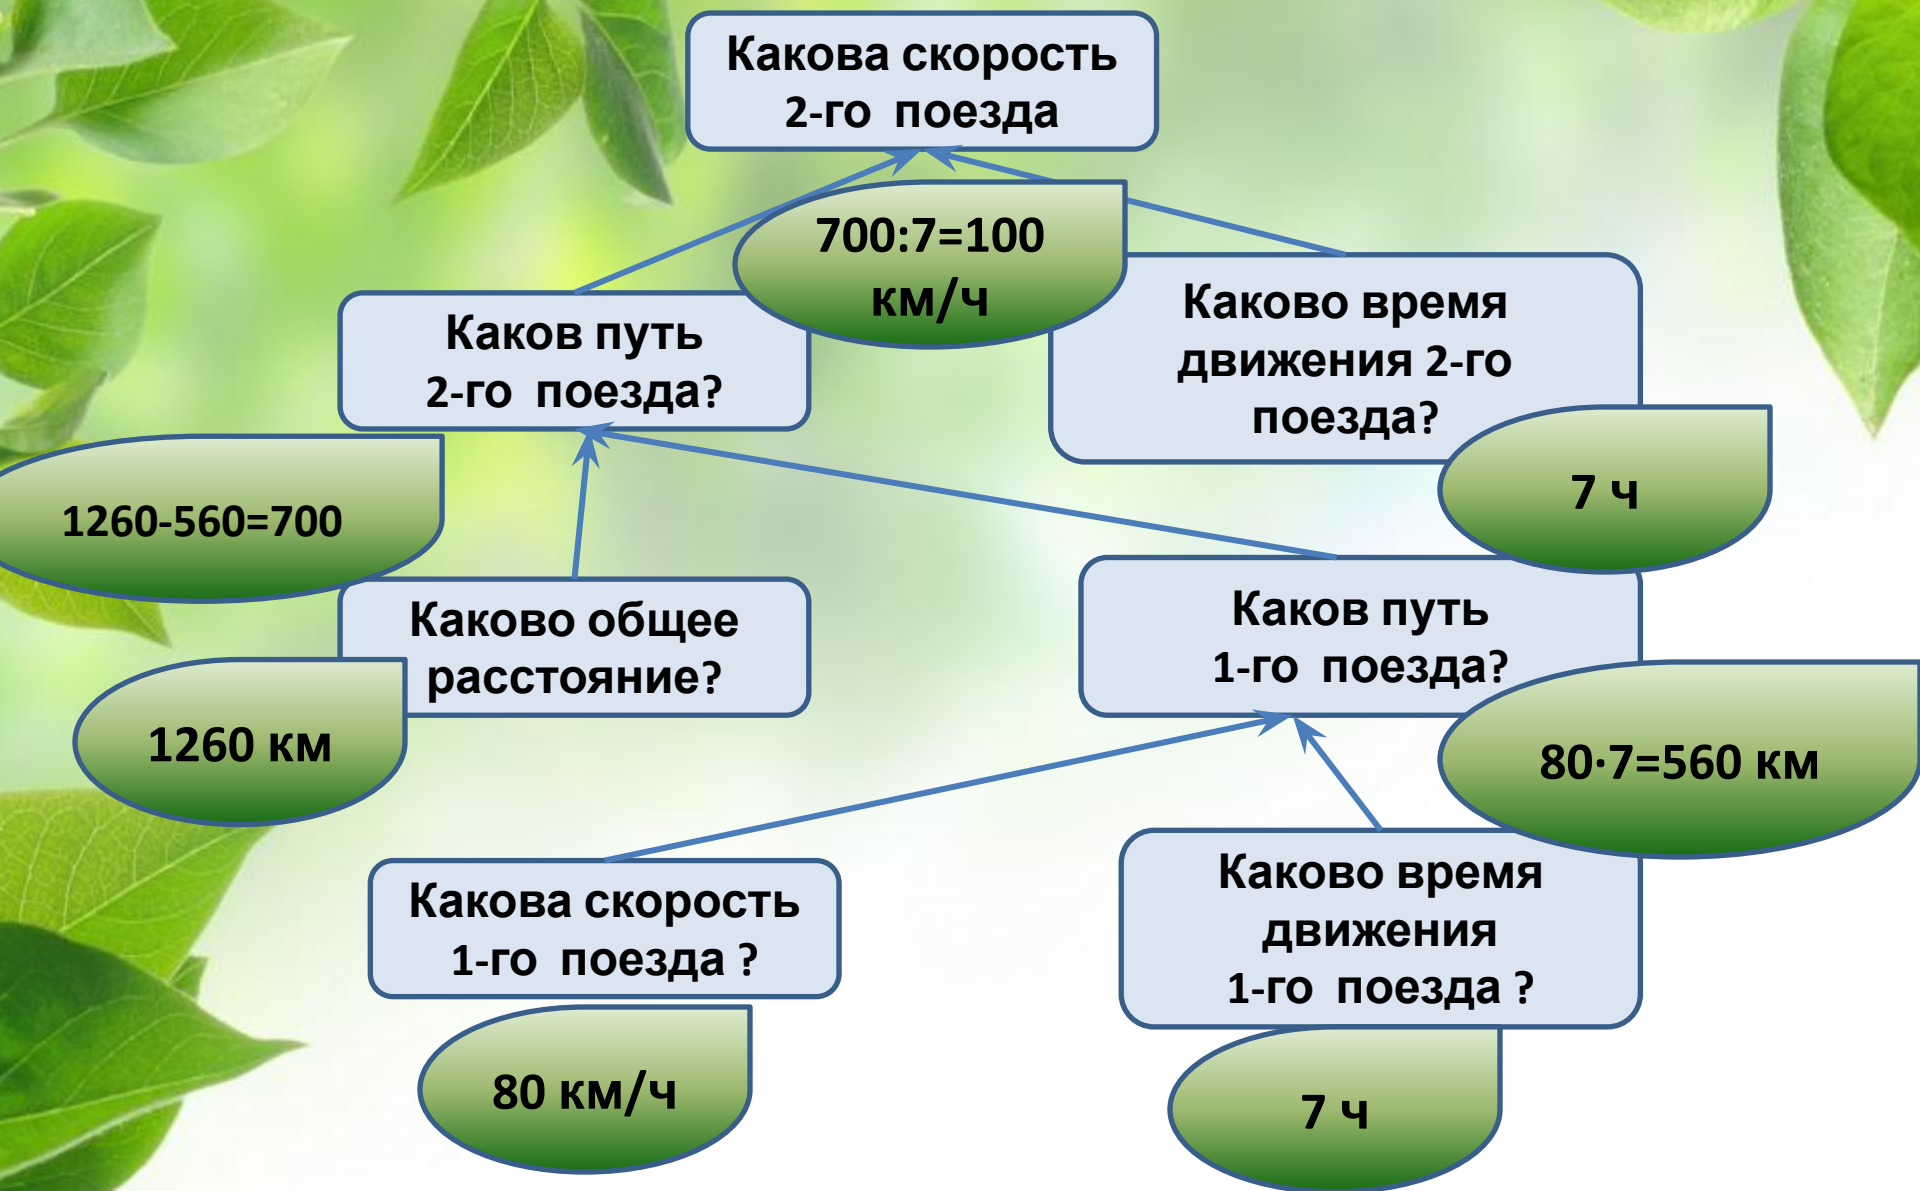 Какова скорость
2-го поезда
700:7=100
км/ч
Каков путь
2-го поезда?
Каково время
движения 2-го
поезда?
7 ч
1260-560=700
Каково общее
расстояние?
1260 км
Каков путь
1-го поезда?
80·7=560 км
Какова скорость
1-го поезда ?
80 км/ч
Каково время
движения
1-го поезда ?
7 ч